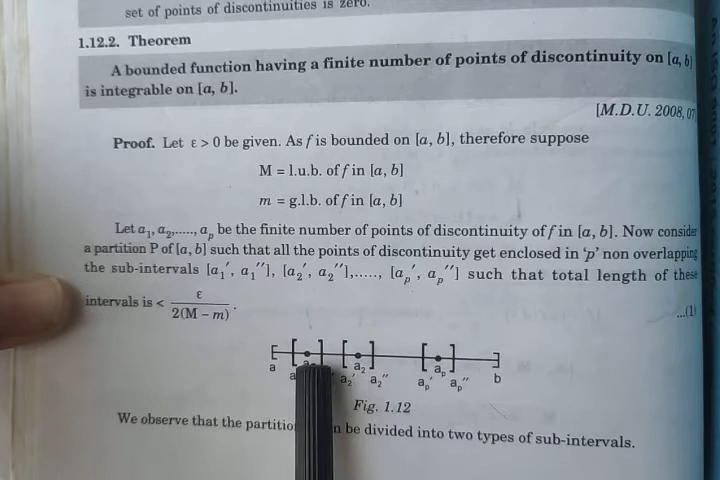 set of points of discontinuities is zero.
1.12.2. Theorem
A bounded function having a finite number of points of discontinuity on [a, b]
is integrable on [a, b].
[M.D.U. 2008, 07
Proof. Let ε > 0 be given. As f is bounded on [a, b], therefore suppose
M = l.u.b. of f in [a, b]
m = g.l.b. of f in [a, b]
Let a₁, a₂,....., aₚ be the finite number of points of discontinuity of f in [a, b]. Now consider
a partition P of [a, b] such that all the points of discontinuity get enclosed in 'p' non overlapping
the sub-intervals [a₁′, a₁″], [a₂′, a₂″],....., [aₚ′, aₚ″] such that total length of these
intervals is < ε / 2(M – m) . ...(1)
a a₂ a₂′ a₂″ aₚ′ aₚ aₚ″ b
Fig. 1.12
We observe that the be divided into two types of sub-intervals.